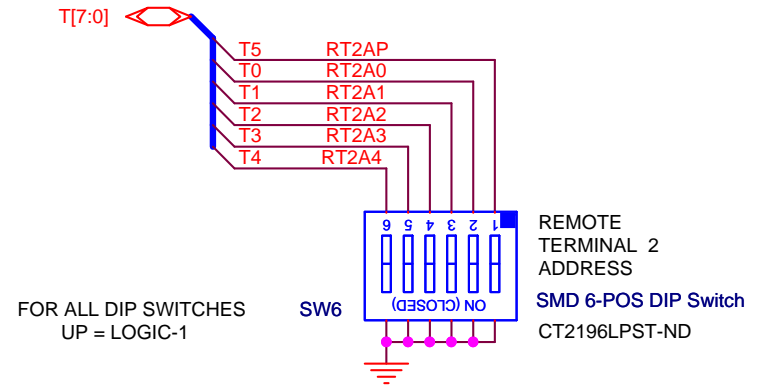 T[7:0]
T5 RT2AP
T0 RT2A0
T1 RT2A1
T2 RT2A2
T3 RT2A3
T4 RT2A4
6 5 4 3 2 1
ON (CLOSED)
SW6
REMOTE
TERMINAL 2
ADDRESS
SMD 6-POS DIP Switch
CT2196LPST-ND
FOR ALL DIP SWITCHES
UP = LOGIC-1